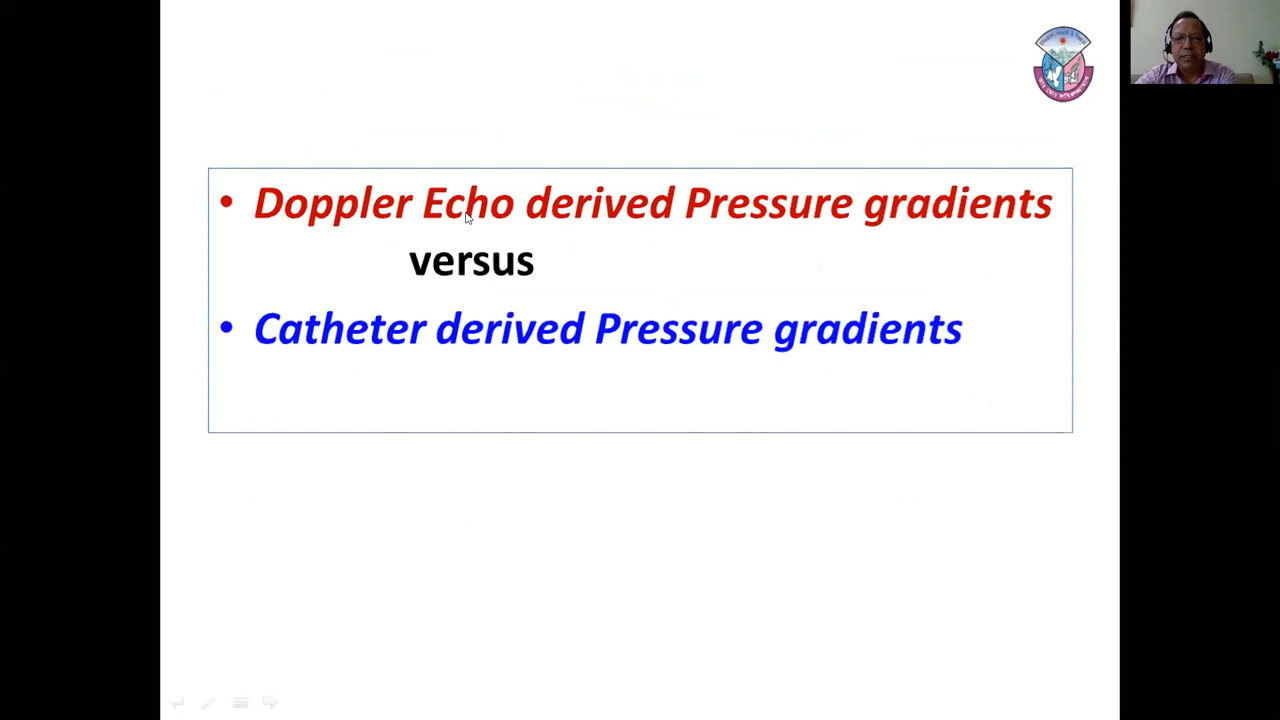 • Doppler Echo derived Pressure gradients
versus
• Catheter derived Pressure gradients